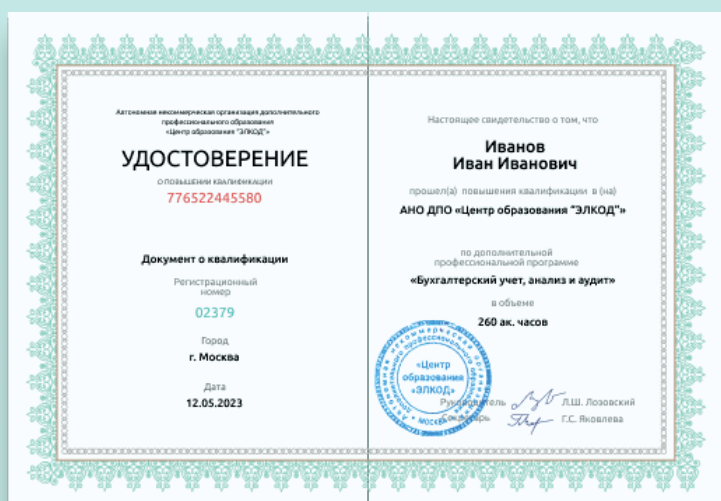 Автономная некоммерческая организация дополнительного
профессионального образования
«Центр образования "ЭЛКОД"»
УДОСТОВЕРЕНИЕ
О ПОВЫШЕНИИ КВАЛИФИКАЦИИ
776522445580
Документ о квалификации
Регистрационный
номер
02379
Город
г. Москва
Дата
12.05.2023
Настоящее свидетельство о том, что
Иванов
Иван Иванович
прошел(а) повышения квалификации в (на)
АНО ДПО «Центр образования "ЭЛКОД"»
по дополнительной
профессиональной программе
«Бухгалтерский учет, анализ и аудит»
в объеме
260 ак. часов
«Центр
образования
«ЭЛКОД»
МОСКВА
Руководитель Л.Ш. Лозовский
Секретарь Г.С. Яковлева